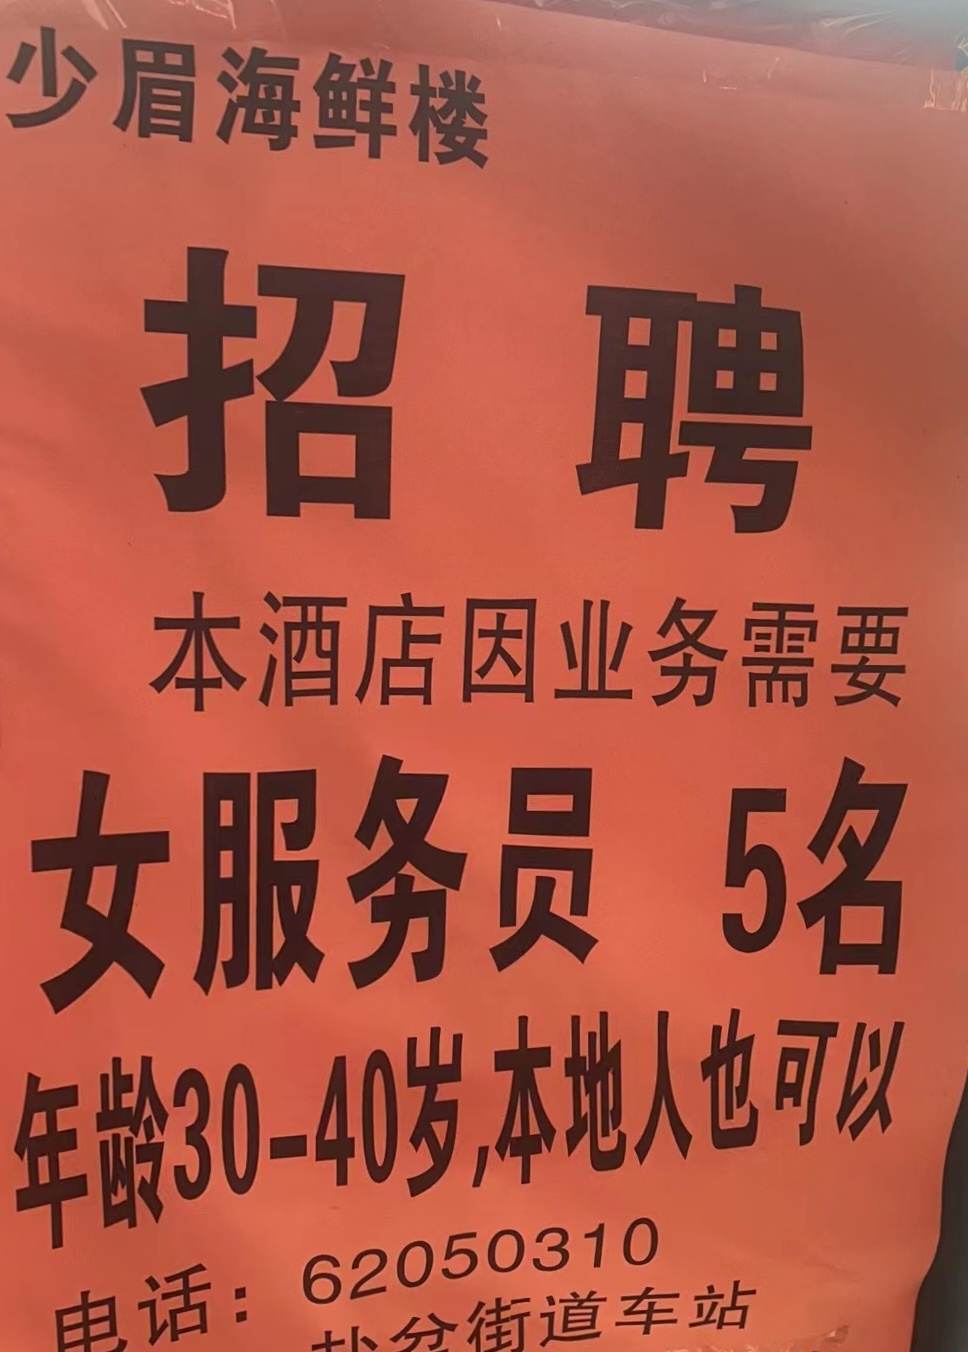 少眉海鲜楼
招 聘
本酒店因业务需要
女服务员 5名
年龄30-40岁,本地人也可以
电话: 62050310
盆街道车站